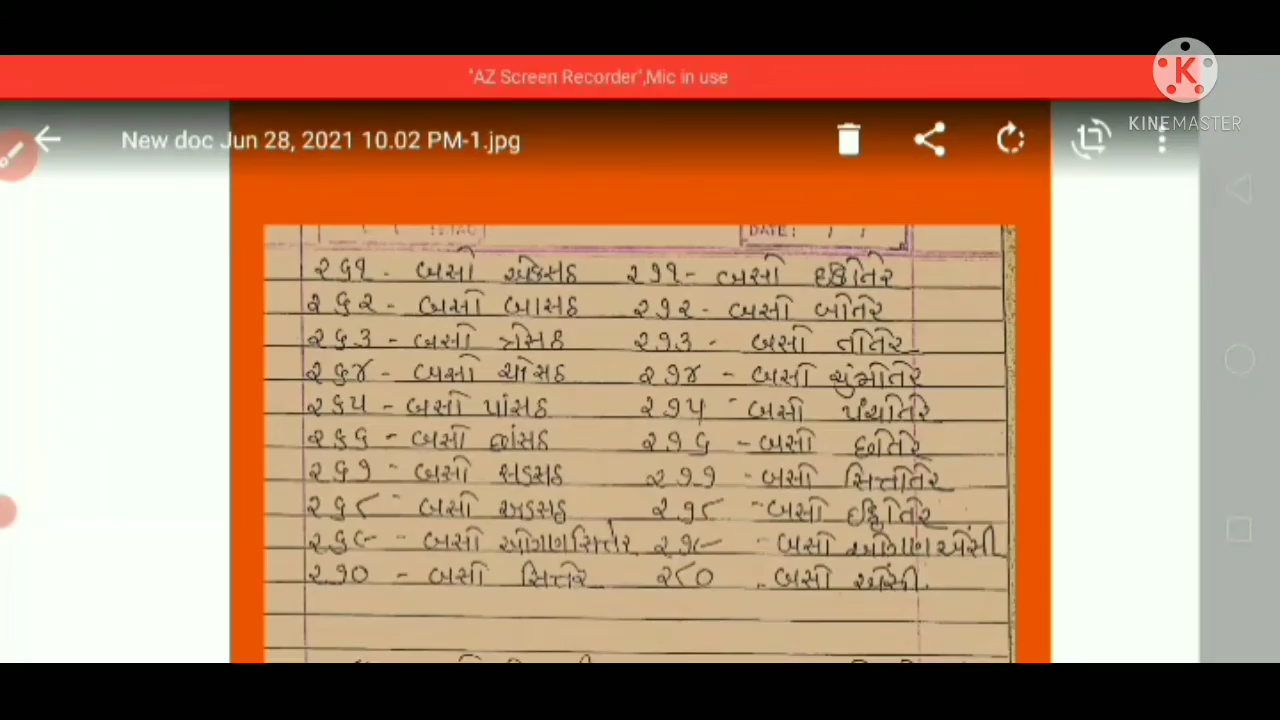 "AZ Screen Recorder",Mic in use
KINEMASTER
New doc Jun 28, 2021 10.02 PM-1.jpg
DATE: / /
૨૬૧ - બસો એકસઠ ૨૭૧ - બસો ઇકોતેર
૨૬૨ - બસો બાસઠ ૨૭૨ - બસો બોતેર
૨૬૩ - બસો ત્રેસઠ ૨૭૩ - બસો તોતેર
૨૬૪ - બસો ચોસઠ ૨૭૪ - બસો ચુંમોતેર
૨૬૫ - બસો પાંસઠ ૨૭૫ - બસો પંચોતેર
૨૬૬ - બસો છાંસઠ ૨૭૬ - બસો છોતેર
૨૬૭ - બસો સડસઠ ૨૭૭ - બસો સિત્તોતેર
૨૬૮ - બસો અડસઠ ૨૭૮ - બસો
૨૬૯ - બસો ઓગણસિત્તેર ૨૭૯ - બસો ઓગણએંસી
૨૭૦ - બસો સિત્તેર ૨૮૦ - બસો એંસી.